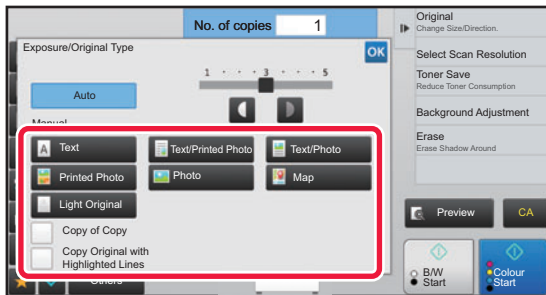 No. of copies 1
Exposure/Original Type
OK
1 · · · 3 · · · 5
Auto
Manual
Text
Text/Printed Photo
Text/Photo
Printed Photo
Photo
Map
Light Original
Copy of Copy
Copy Original with
Highlighted Lines
Others
Original
Change Size/Direction.
Select Scan Resolution
Toner Save
Reduce Toner Consumption
Background Adjustment
Erase
Erase Shadow Around
Preview
CA
B/W
Start
Colour
Start